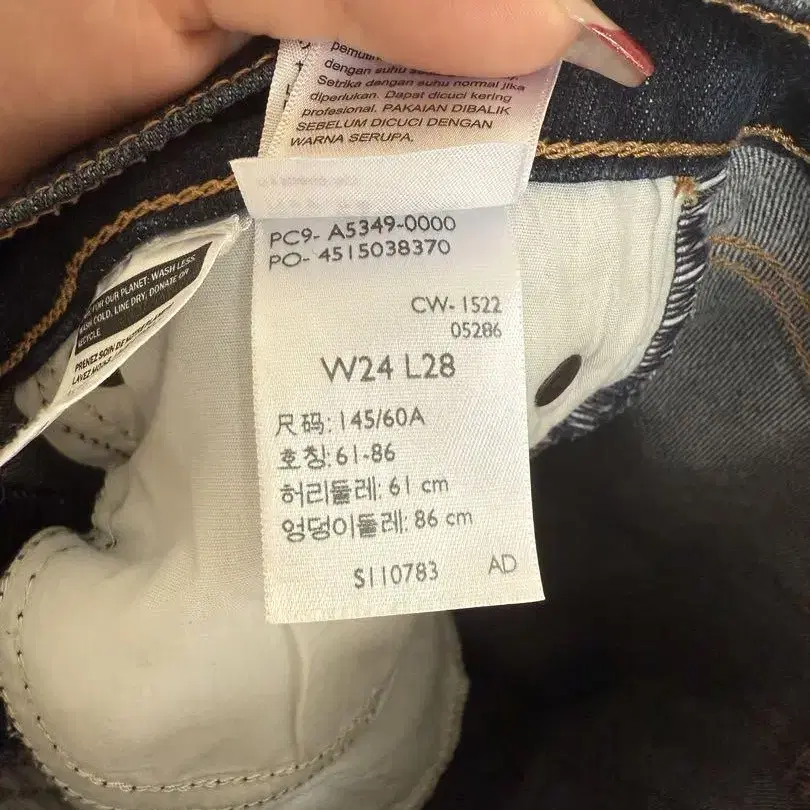 dengan suhu
Setrika dengan suhu normal jika
diperlukan. Dapat dicuci kering
profesional. PAKAIAN DIBALIK
SEBELUM DICUCI DENGAN
WARNA SERUPA.
PC9- A5349-0000
PO- 4515038370
CW- 1522
05286
W24 L28
尺码: 145/60A
호칭: 61-86
허리둘레: 61 cm
엉덩이둘레: 86 cm
S110783 AD
FOR OUR PLANET: WASH LESS
WASH COLD, LINE DRY, DONATE OR
RECYCLE
PRENEZ SOIN DE
LAVEZ MOINS